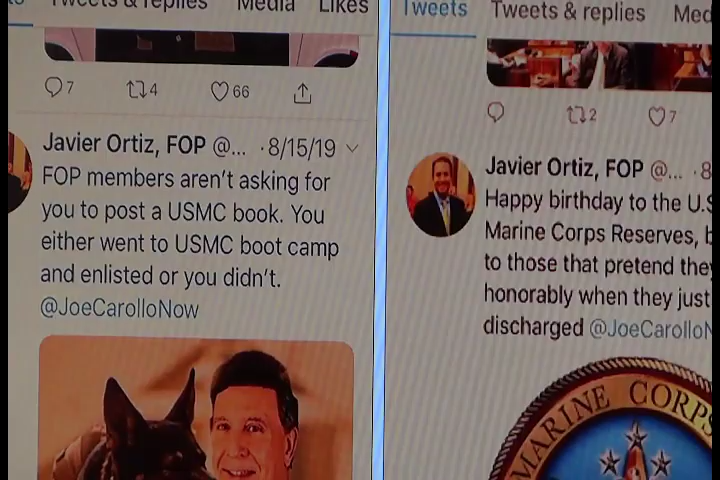 Tweets & replies
Media
Likes
7
4
66
Javier Ortiz, FOP @... · 8/15/19
FOP members aren't asking for
you to post a USMC book. You
either went to USMC boot camp
and enlisted or you didn't.
@JoeCarolloNow
Tweets
Tweets & replies
Med
2
7
Javier Ortiz, FOP @... · 8
Happy birthday to the U.S
Marine Corps Reserves, b
to those that pretend they
honorably when they just
discharged @JoeCarolloN
MARINE CORPS